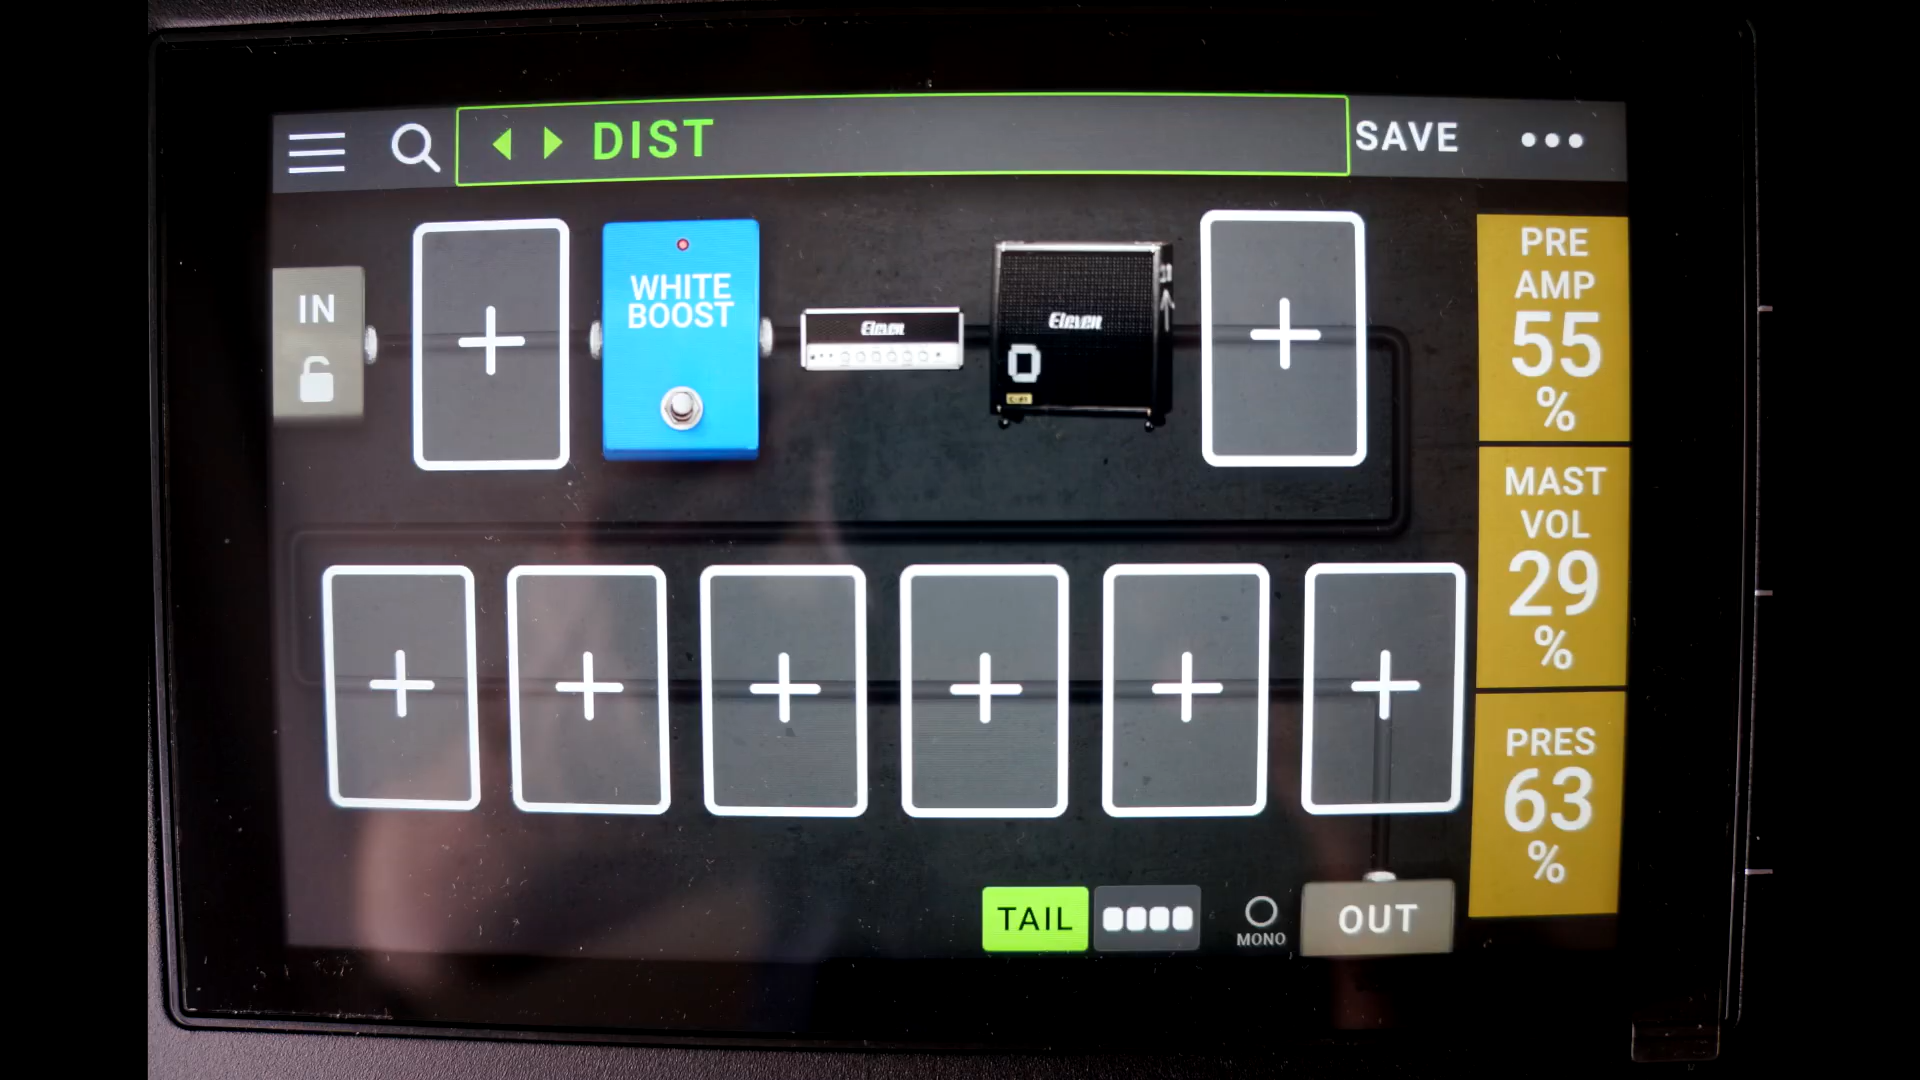 DIST
SAVE
IN
WHITE
BOOST
Eleven
Eleven
PRE
AMP
55
%
MAST
VOL
29
%
PRES
63
%
TAIL
MONO
OUT